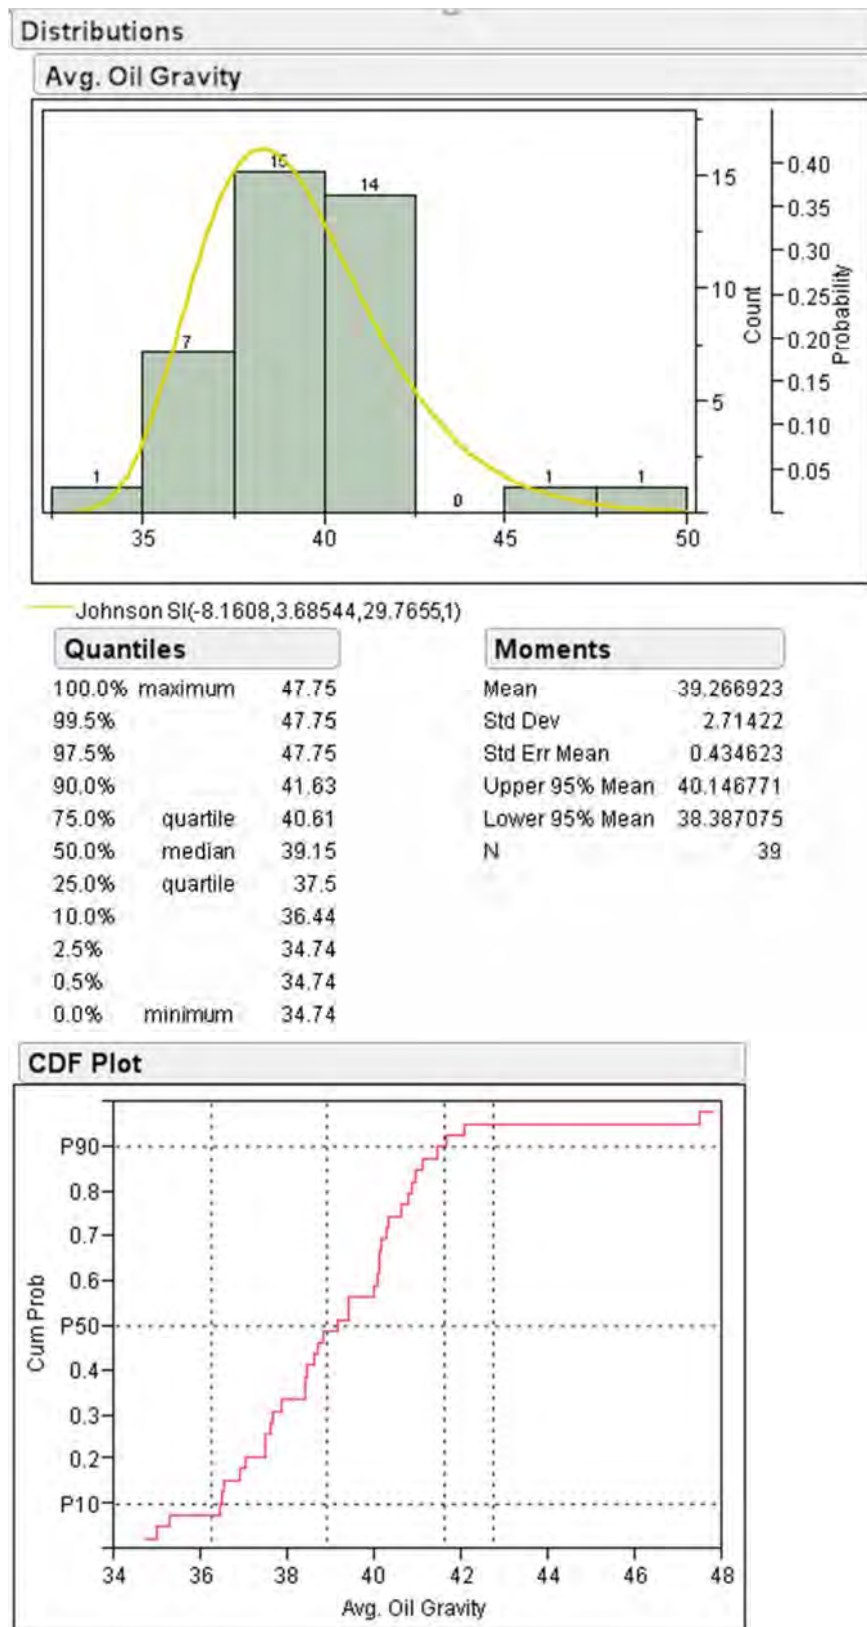 Distributions
Avg. Oil Gravity
1
7
15
14
0
1
1
15
10
5
Count
0.40
0.35
0.30
0.25
0.20
0.15
0.10
0.05
Probability
35 40 45 50
Johnson Sl(-8.1608,3.68544,29.7655,1)
Quantiles
100.0% maximum 47.75
99.5% 47.75
97.5% 47.75
90.0% 41.63
75.0% quartile 40.61
50.0% median 39.15
25.0% quartile 37.5
10.0% 36.44
2.5% 34.74
0.5% 34.74
0.0% minimum 34.74
Moments
Mean 39.266923
Std Dev 2.71422
Std Err Mean 0.434623
Upper 95% Mean 40.146771
Lower 95% Mean 38.387075
N 39
CDF Plot
P90
0.8
0.7
0.6
P50
0.4
0.3
0.2
P10
Cum Prob
34 36 38 40 42 44 46 48
Avg. Oil Gravity